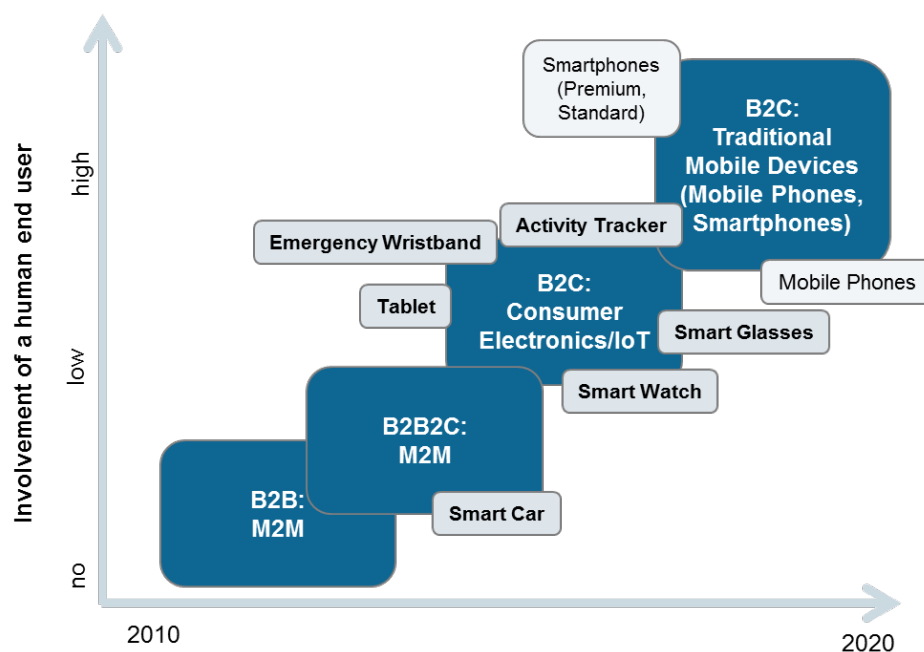 Involvement of a human end user
high
low
no
Smartphones
(Premium,
Standard)
B2C:
Traditional
Mobile Devices
(Mobile Phones,
Smartphones)
Mobile Phones
Emergency Wristband
Activity Tracker
Tablet
B2C:
Consumer
Electronics/IoT
Smart Glasses
Smart Watch
B2B2C:
M2M
Smart Car
B2B:
M2M
2010
2020